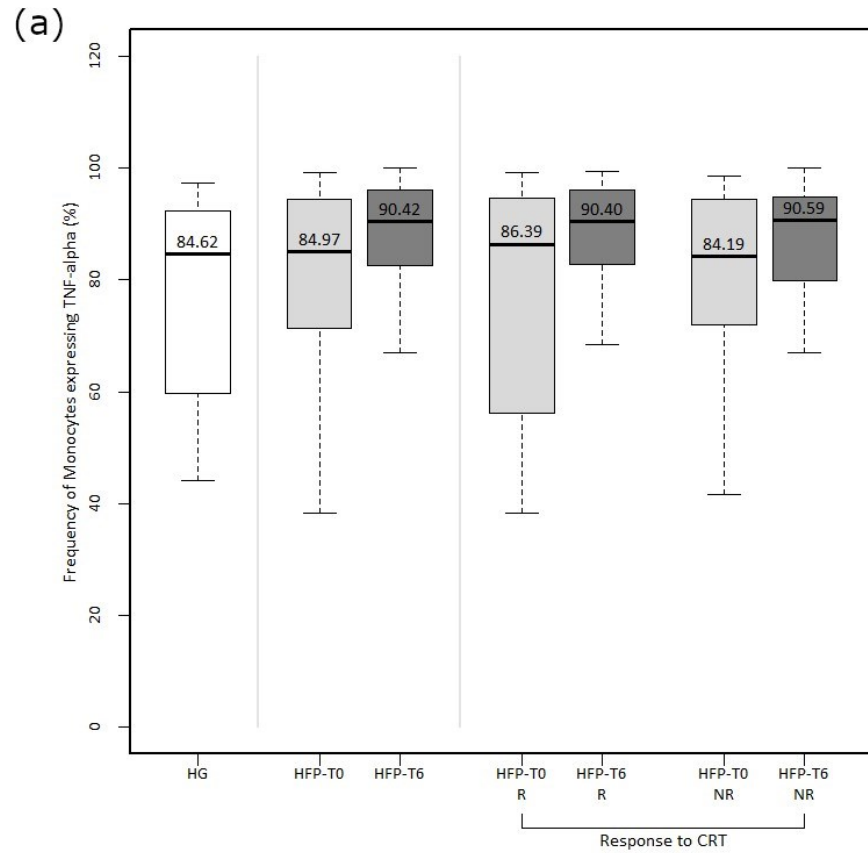 (a)
Frequency of Monocytes expressing TNF-alpha (%)
120
100
80
60
40
20
0
84.62
84.97
90.42
86.39
90.40
84.19
90.59
HG
HFP-T0
HFP-T6
HFP-T0
R
HFP-T6
R
HFP-T0
NR
HFP-T6
NR
Response to CRT